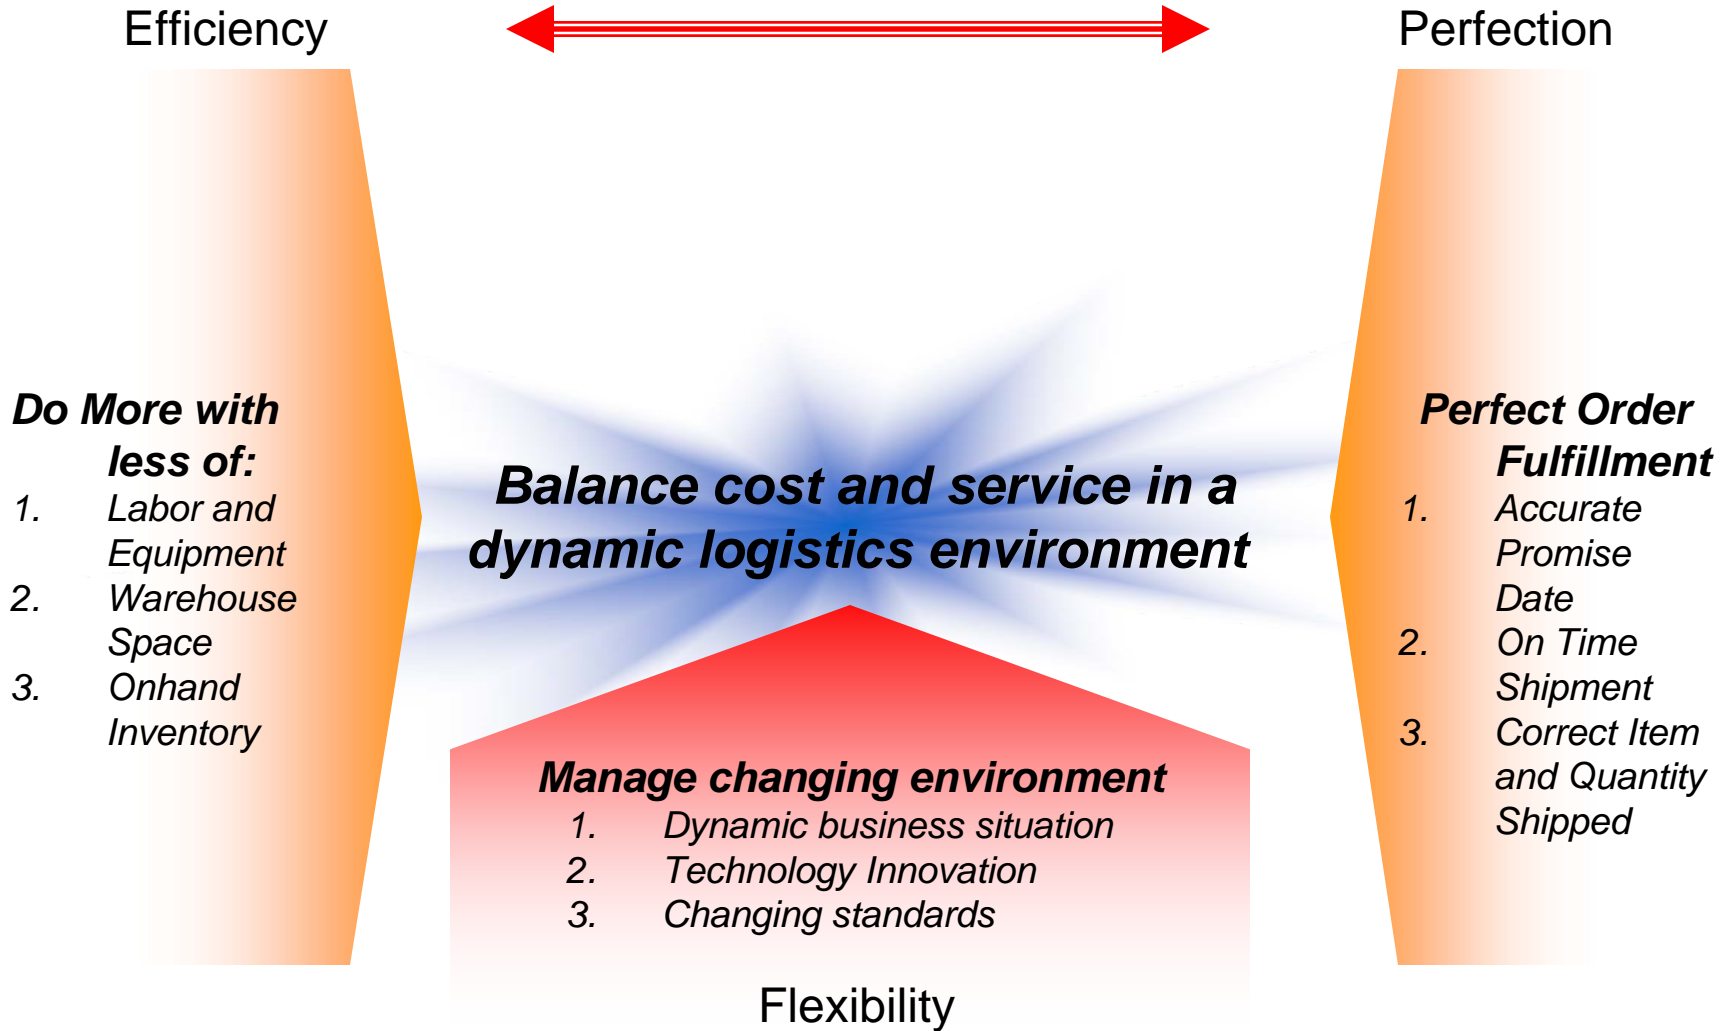 Efficiency
Perfection
Do More with
less of:
1. Labor and
Equipment
2. Warehouse
Space
3. Onhand
Inventory
Balance cost and service in a
dynamic logistics environment
Perfect Order
Fulfillment
1. Accurate
Promise
Date
2. On Time
Shipment
3. Correct Item
and Quantity
Shipped
Manage changing environment
1. Dynamic business situation
2. Technology Innovation
3. Changing standards
Flexibility